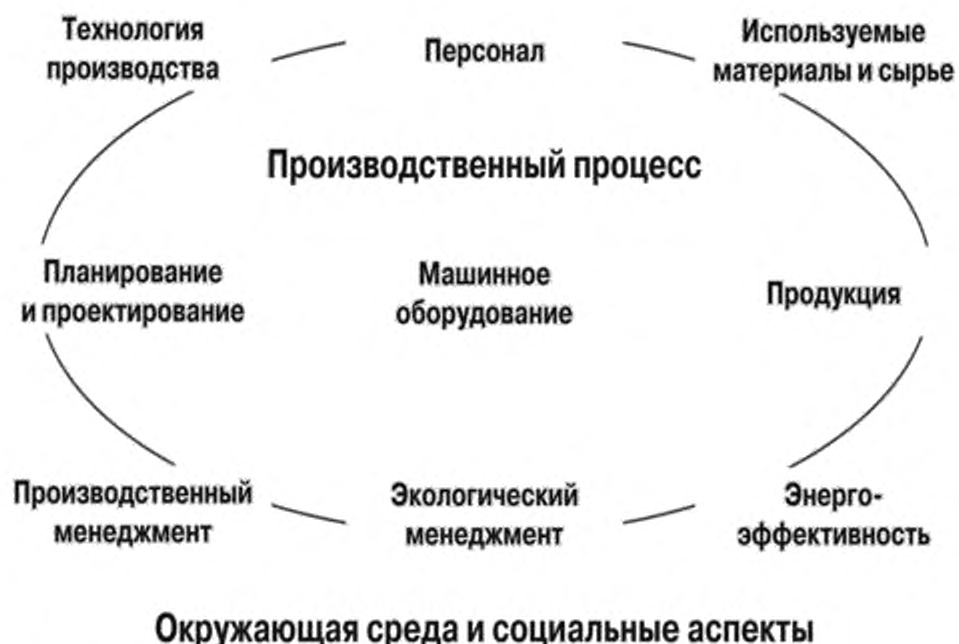 Технология
производства
Персонал
Используемые
материалы и сырье
Производственный процесс
Планирование
и проектирование
Машинное
оборудование
Продукция
Производственный
менеджмент
Экологический
менеджмент
Энерго-
эффективность
Окружающая среда и социальные аспекты